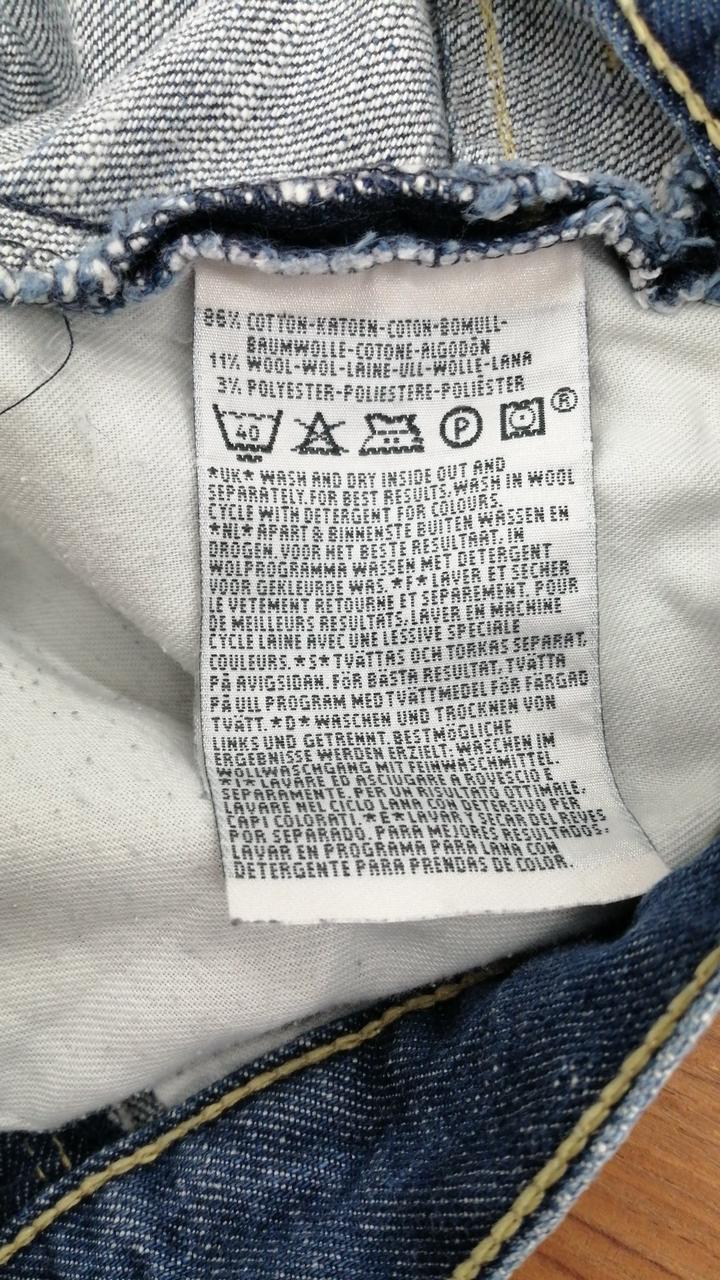 86% COTTON-KATOEN-COTON-BOMULL-
BAUMWOLLE-COTONE-ALGODÓN
11% WOOL-WOL-LAINE-ULL-WOLLE-LANA
3% POLYESTER-POLIESTERE-POLIÉSTER
40 P ®
*UK* WASH AND DRY INSIDE OUT AND
SEPARATELY. FOR BEST RESULTS, WASH IN WOOL
CYCLE WITH DETERGENT FOR COLOURS.
*NL* APART & BINNENSTE BUITEN WASSEN EN
DROGEN. VOOR HET BESTE RESULTAAT, IN
WOLPROGRAMMA WASSEN MET DETERGENT
VOOR GEKLEURDE WAS. *F* LAVER ET SECHER
LE VETEMENT RETOURNE ET SEPAREMENT. POUR
DE MEILLEURS RESULTATS, LAVER EN MACHINE
CYCLE LAINE AVEC UNE LESSIVE SPECIALE
COULEURS. *S* TVÄTTAS OCH TORKAS SEPARAT,
PÅ AVIGSIDAN. FÖR BÄSTA RESULTAT, TVÄTTA
PÅ ULL PROGRAM MED TVÄTTMEDEL FÖR FÄRGAD
TVÄTT. *D* WASCHEN UND TROCKNEN VON
LINKS UND GETRENNT. BESTMÖGLICHE
ERGEBNISSE WERDEN ERZIELT: WASCHEN IM
WOLLWASCHGANG MIT FEINWASCHMITTEL.
*I* LAVARE ED ASCIUGARE A ROVESCIO E
SEPARAMENTE. PER UN RISULTATO OTTIMALE,
LAVARE NEL CICLO LANA CON DETERSIVO PER
CAPI COLORATI. *E* LAVAR Y SECAR DEL REVES
POR SEPARADO. PARA MEJORES RESULTADOS:
LAVAR EN PROGRAMA PARA LANA CON
DETERGENTE PARA PRENDAS DE COLOR.